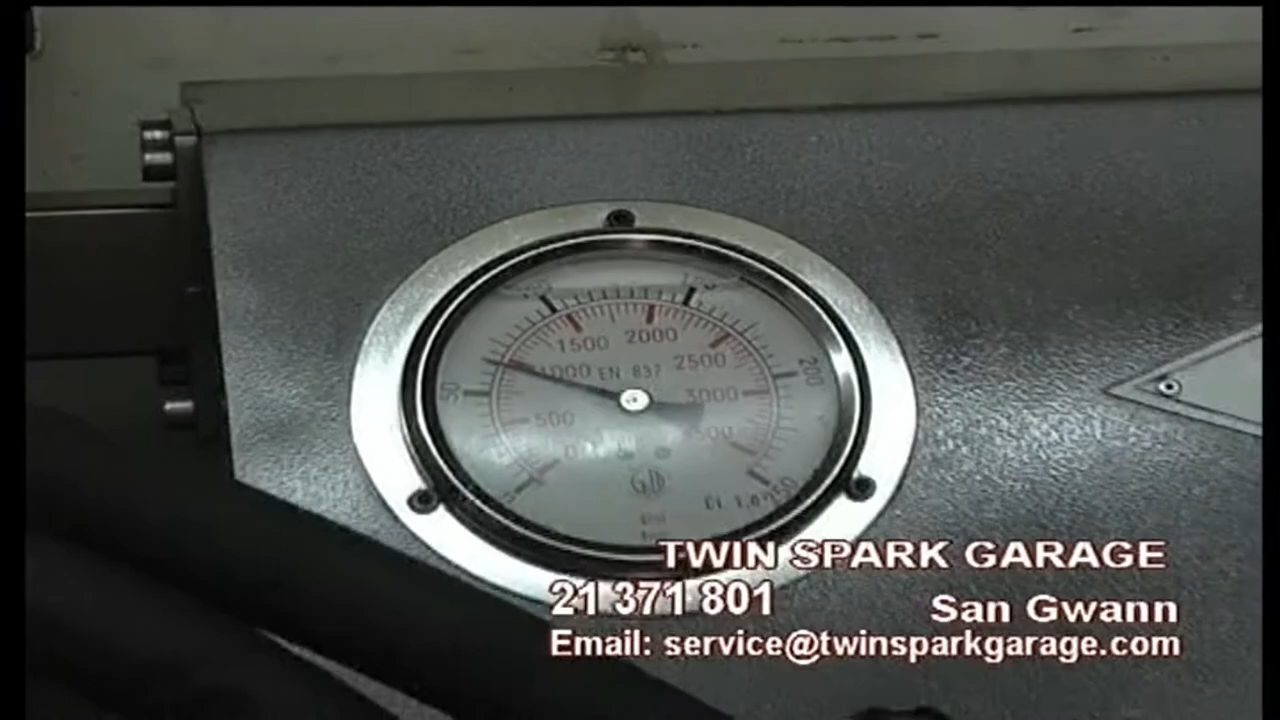 200
1500 2000
2500
1000 EN 837
50
3000
500
0
TWIN SPARK GARAGE
21 371 801
San Gwann
Email: service@twinsparkgarage.com